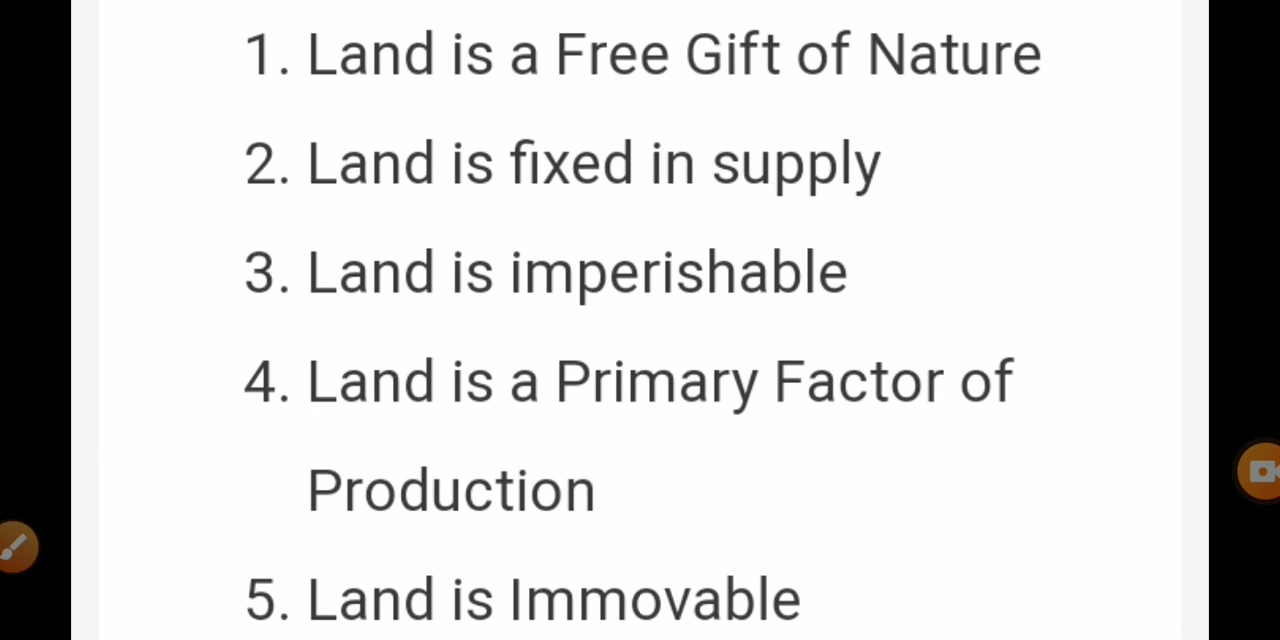 1. Land is a Free Gift of Nature
2. Land is fixed in supply
3. Land is imperishable
4. Land is a Primary Factor of
Production
5. Land is Immovable